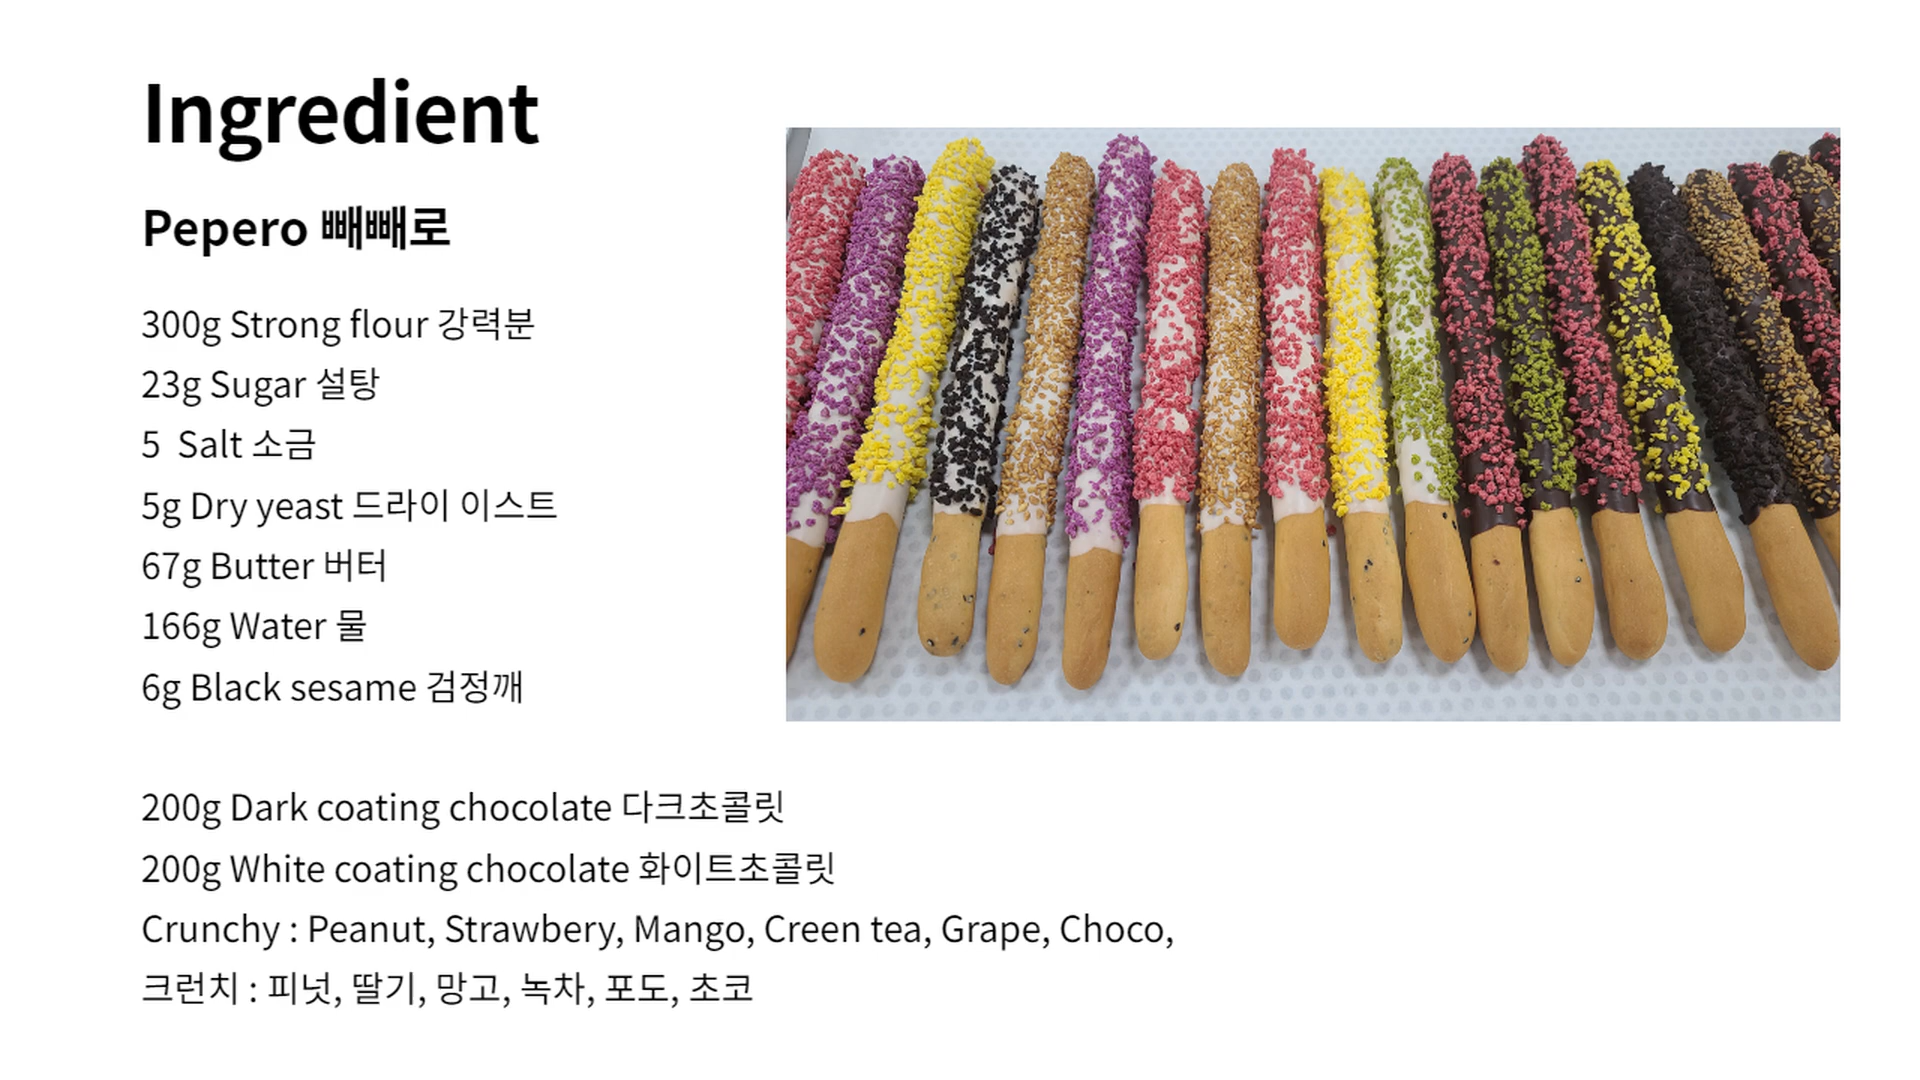 Ingredient
Pepero 빼빼로
300g Strong flour 강력분
23g Sugar 설탕
5  Salt 소금
5g Dry yeast 드라이 이스트
67g Butter 버터
166g Water 물
6g Black sesame 검정깨
200g Dark coating chocolate 다크초콜릿
200g White coating chocolate 화이트초콜릿
Crunchy : Peanut, Strawbery, Mango, Creen tea, Grape, Choco,
크런치 : 피넛, 딸기, 망고, 녹차, 포도, 초코